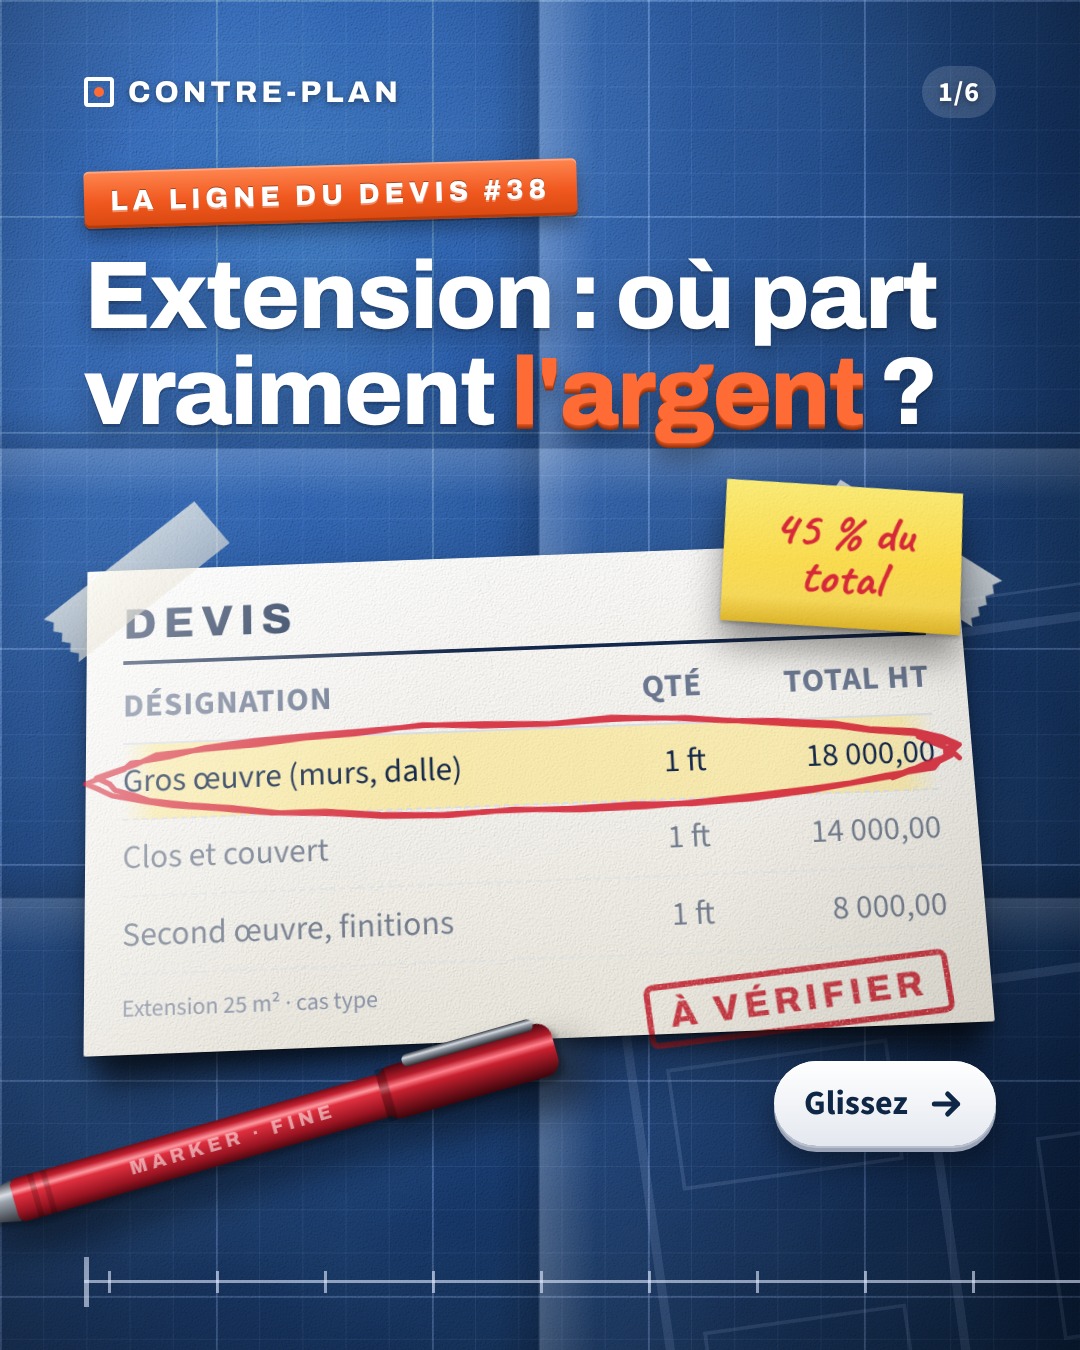 CONTRE-PLAN
1/6
LA LIGNE DU DEVIS #38
Extension : où part
vraiment l'argent ?
45 % du
total
DEVIS
DÉSIGNATION QTÉ TOTAL HT
Gros œuvre (murs, dalle) 1 ft 18 000,00
Clos et couvert 1 ft 14 000,00
Second œuvre, finitions 1 ft 8 000,00
Extension 25 m² · cas type
À VÉRIFIER
MARKER · FINE
Glissez →